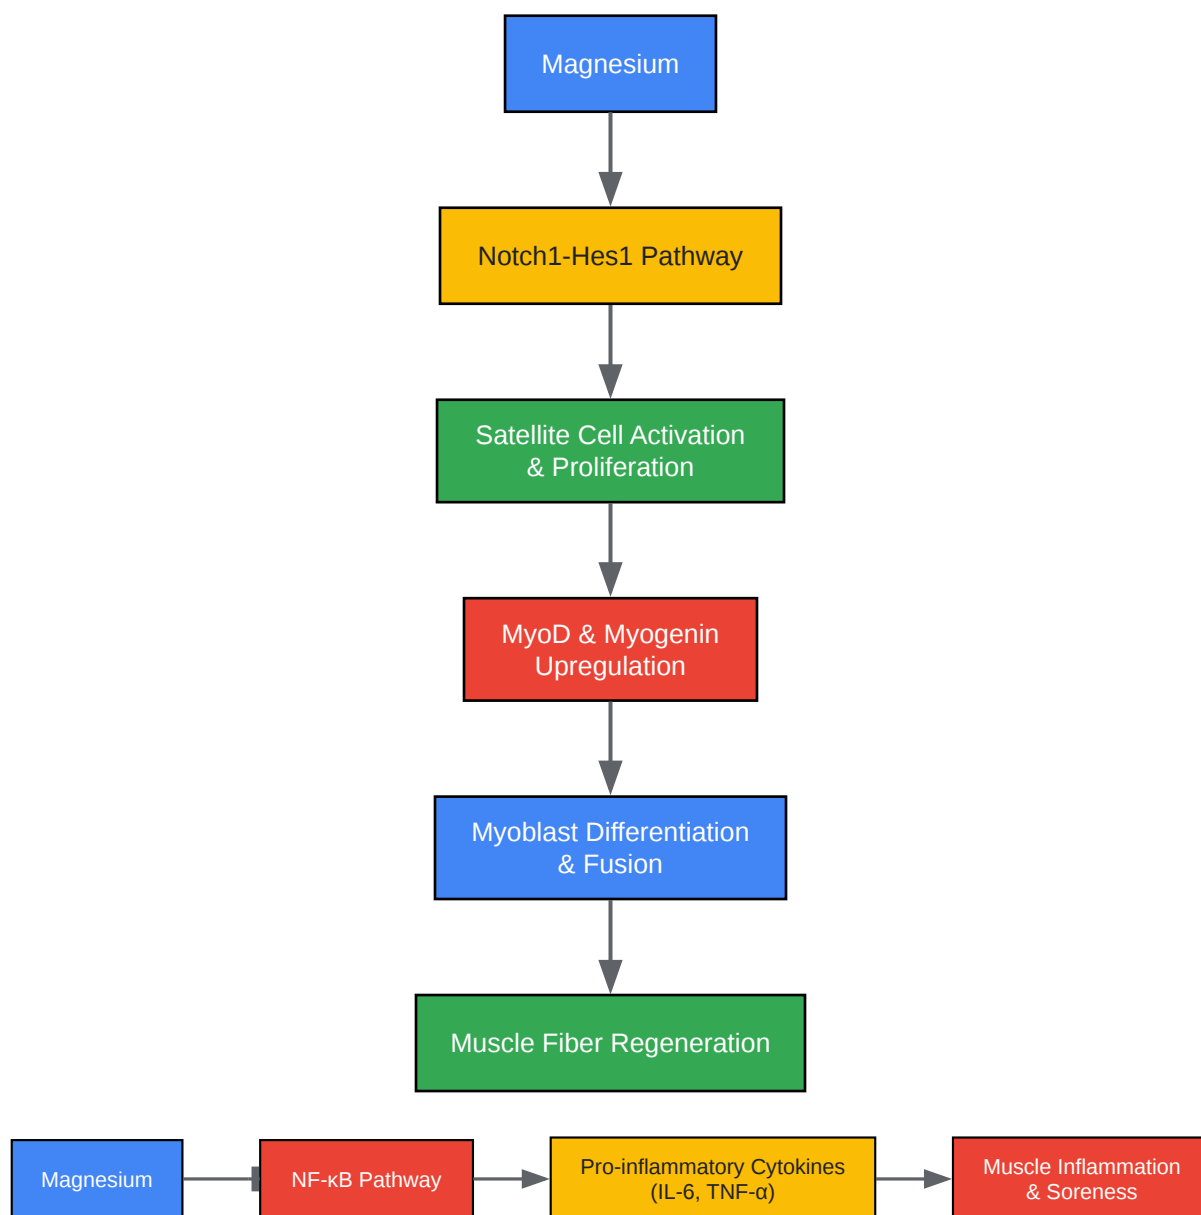 Magnesium
Notch1-Hes1 Pathway
Satellite Cell Activation
& Proliferation
MyoD & Myogenin
Upregulation
Myoblast Differentiation
& Fusion
Muscle Fiber Regeneration
Magnesium
NF-κB Pathway
Pro-inflammatory Cytokines
(IL-6, TNF-α)
Muscle Inflammation
& Soreness